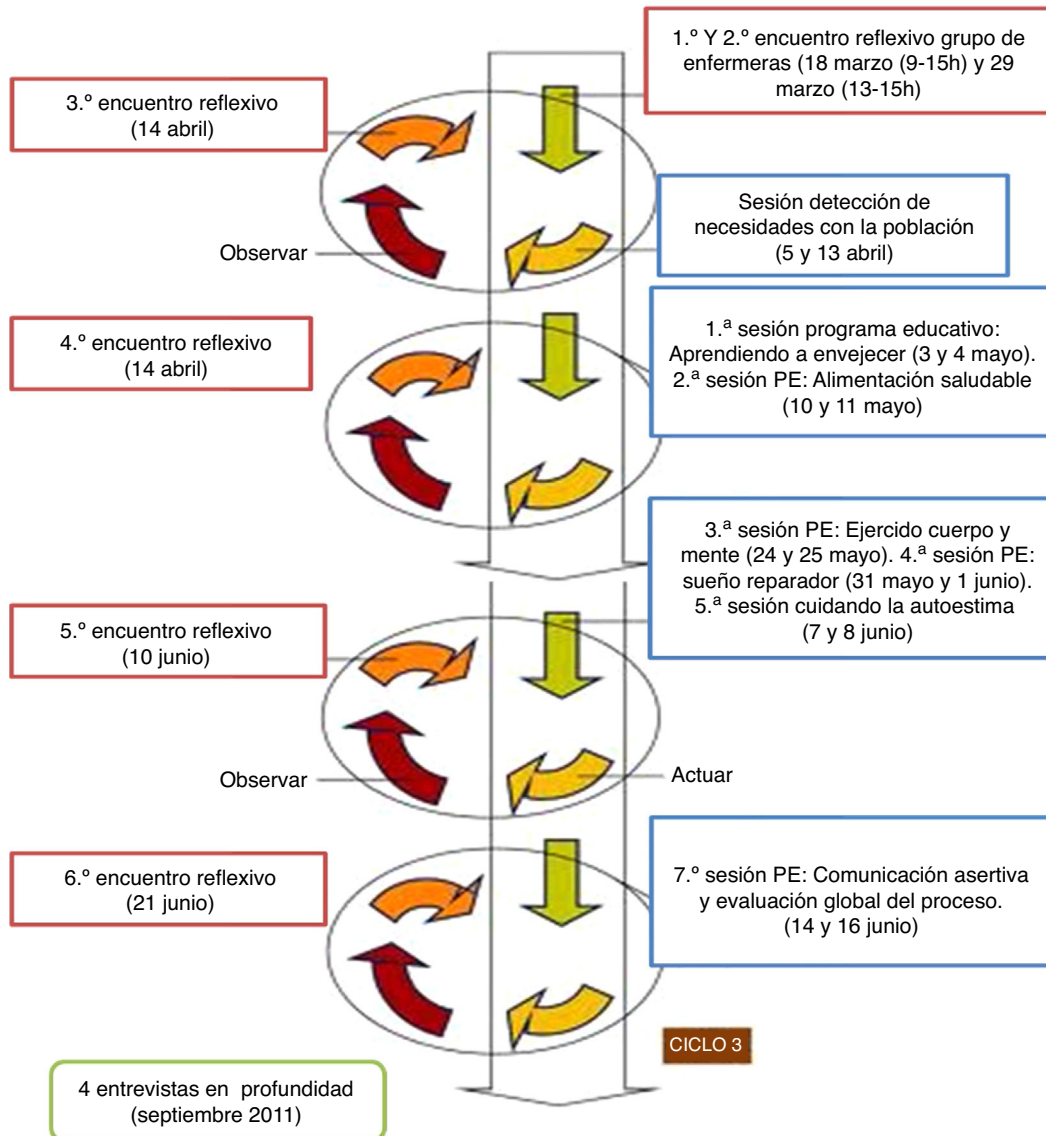 1.º Y 2.º encuentro reflexivo grupo de
enfermeras (18 marzo (9-15h) y 29
marzo (13-15h)
3.º encuentro reflexivo
(14 abril)
Sesión detección de
necesidades con la población
(5 y 13 abril)
Observar
4.º encuentro reflexivo
(14 abril)
1.ª sesión programa educativo:
Aprendiendo a envejecer (3 y 4 mayo).
2.ª sesión PE: Alimentación saludable
(10 y 11 mayo)
3.ª sesión PE: Ejercido cuerpo y
mente (24 y 25 mayo). 4.ª sesión PE:
sueño reparador (31 mayo y 1 junio).
5.ª sesión cuidando la autoestima
(7 y 8 junio)
5.º encuentro reflexivo
(10 junio)
Observar
Actuar
6.º encuentro reflexivo
(21 junio)
7.º sesión PE: Comunicación asertiva
y evaluación global del proceso.
(14 y 16 junio)
CICLO 3
4 entrevistas en profundidad
(septiembre 2011)